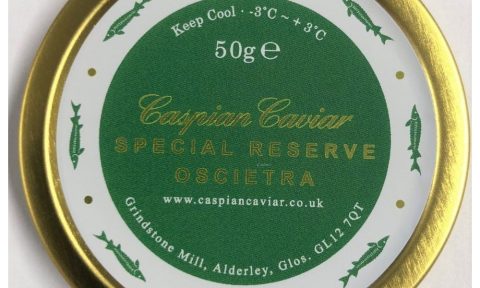 Keep Cool · -3°C ~ + 3°C
50g ℮
Caspian Caviar
SPECIAL RESERVE
OSCIETRA
www.caspiancaviar.co.uk
Grindstone Mill, Alderley, Glos. GL12 7QT